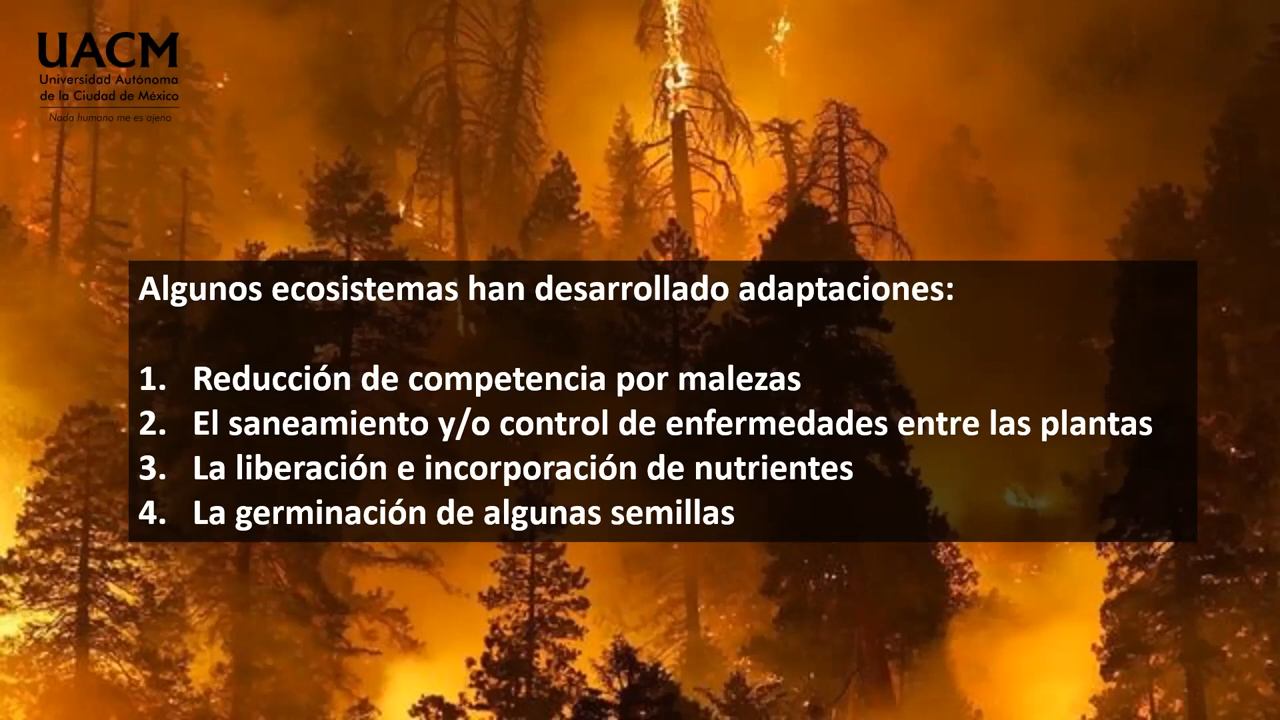 UACM
Universidad Autónoma
de la Ciudad de México
Nada humano me es ajeno
Algunos ecosistemas han desarrollado adaptaciones:
1. Reducción de competencia por malezas
2. El saneamiento y/o control de enfermedades entre las plantas
3. La liberación e incorporación de nutrientes
4. La germinación de algunas semillas